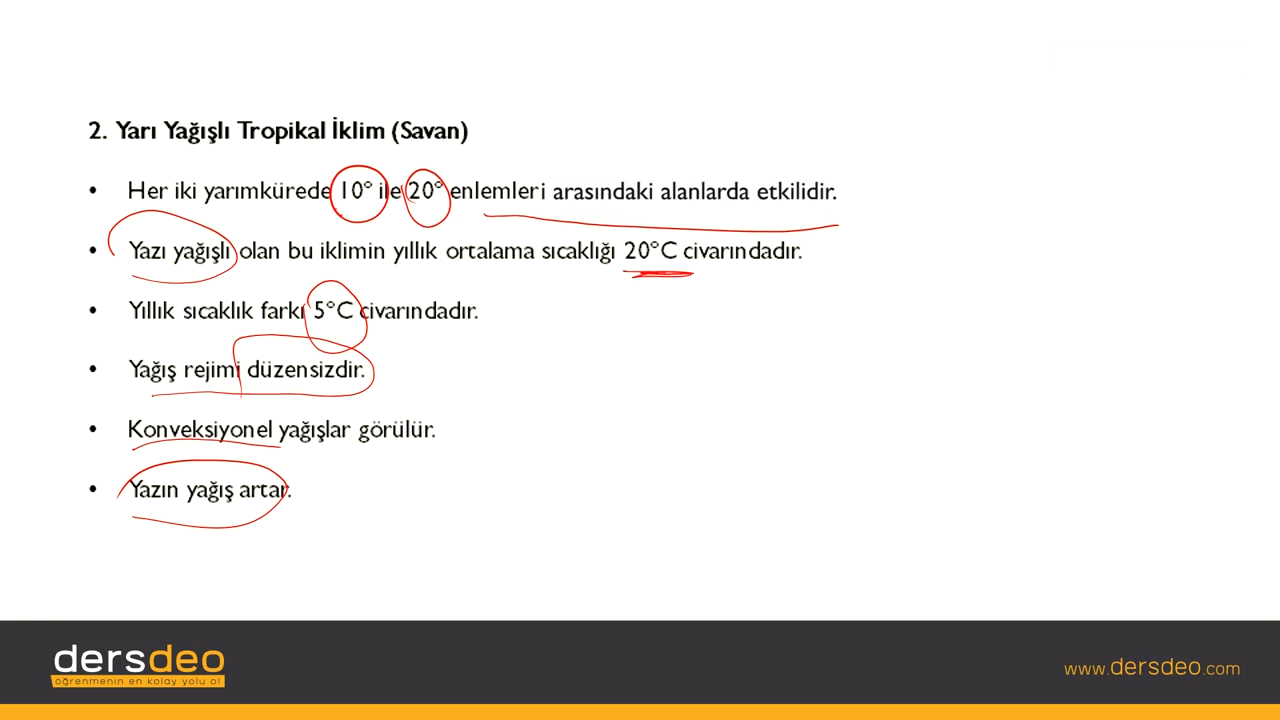 2. Yarı Yağışlı Tropikal İklim (Savan)
• Her iki yarımkürede 10° ile 20° enlemleri arasındaki alanlarda etkilidir.
• Yazı yağışlı olan bu iklimin yıllık ortalama sıcaklığı 20°C civarındadır.
• Yıllık sıcaklık farkı 5°C civarındadır.
• Yağış rejimi düzensizdir.
• Konveksiyonel yağışlar görülür.
• Yazın yağış artar.
dersdeo
öğrenmenin en kolay yolu o!
www.dersdeo.com